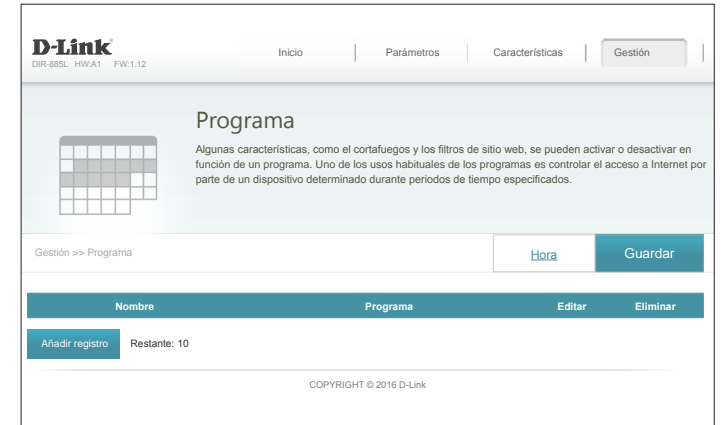 D-Link
DIR-885L HW:A1 FW:1.12
Inicio
Parámetros
Características
Gestión
Programa
Algunas características, como el cortafuegos y los filtros de sitio web, se pueden activar o desactivar en
función de un programa. Uno de los usos habituales de los programas es controlar el acceso a Internet por
parte de un dispositivo determinado durante periodos de tiempo especificados.
Gestión >> Programa
Hora
Guardar
Nombre
Programa
Editar
Eliminar
Añadir registro
Restante: 10
COPYRIGHT © 2016 D-Link